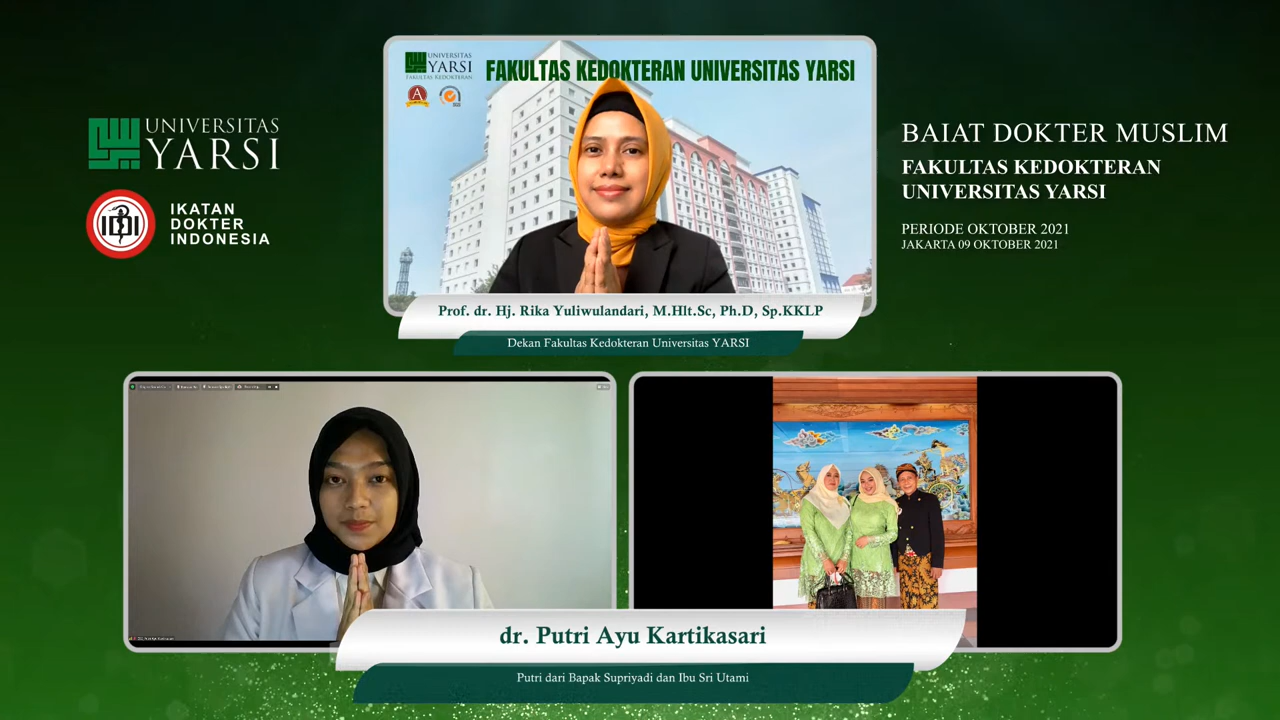 UNIVERSITAS
YARSI
IKATAN
DOKTER
INDONESIA
UNIVERSITAS
YARSI
FAKULTAS KEDOKTERAN
A
FAKULTAS KEDOKTERAN UNIVERSITAS YARSI
Prof. dr. Hj. Rika Yuliwulandari, M.Hlt.Sc, Ph.D, Sp.KKLP
Dekan Fakultas Kedokteran Universitas YARSI
BAIAT DOKTER MUSLIM
FAKULTAS KEDOKTERAN
UNIVERSITAS YARSI
PERIODE OKTOBER 2021
JAKARTA 09 OKTOBER 2021
dr. Putri Ayu Kartikasari
Putri dari Bapak Supriyadi dan Ibu Sri Utami